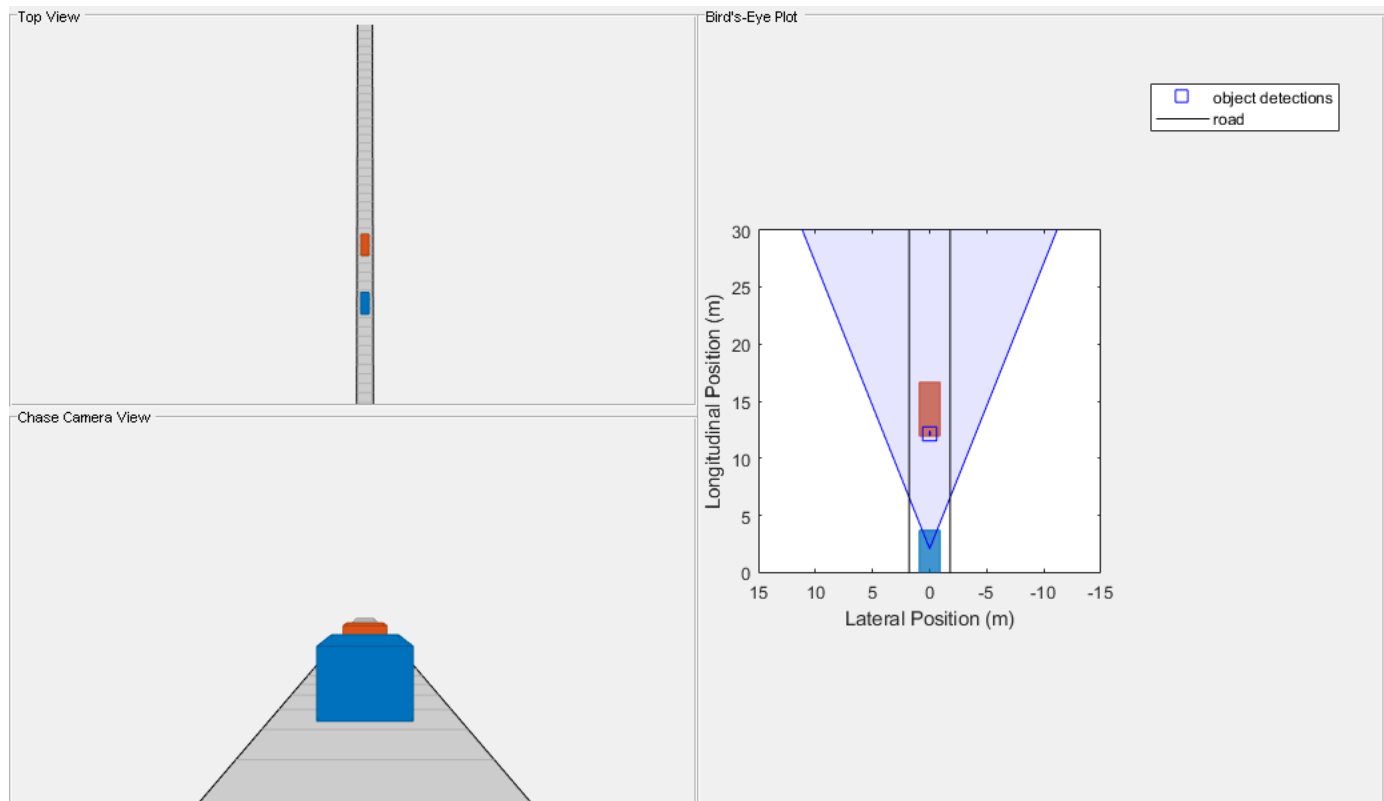 Top View
Chase Camera View
Bird's-Eye Plot
object detections
road
30
25
20
15
10
5
0
Longitudinal Position (m)
15 10 5 0 -5 -10 -15
Lateral Position (m)